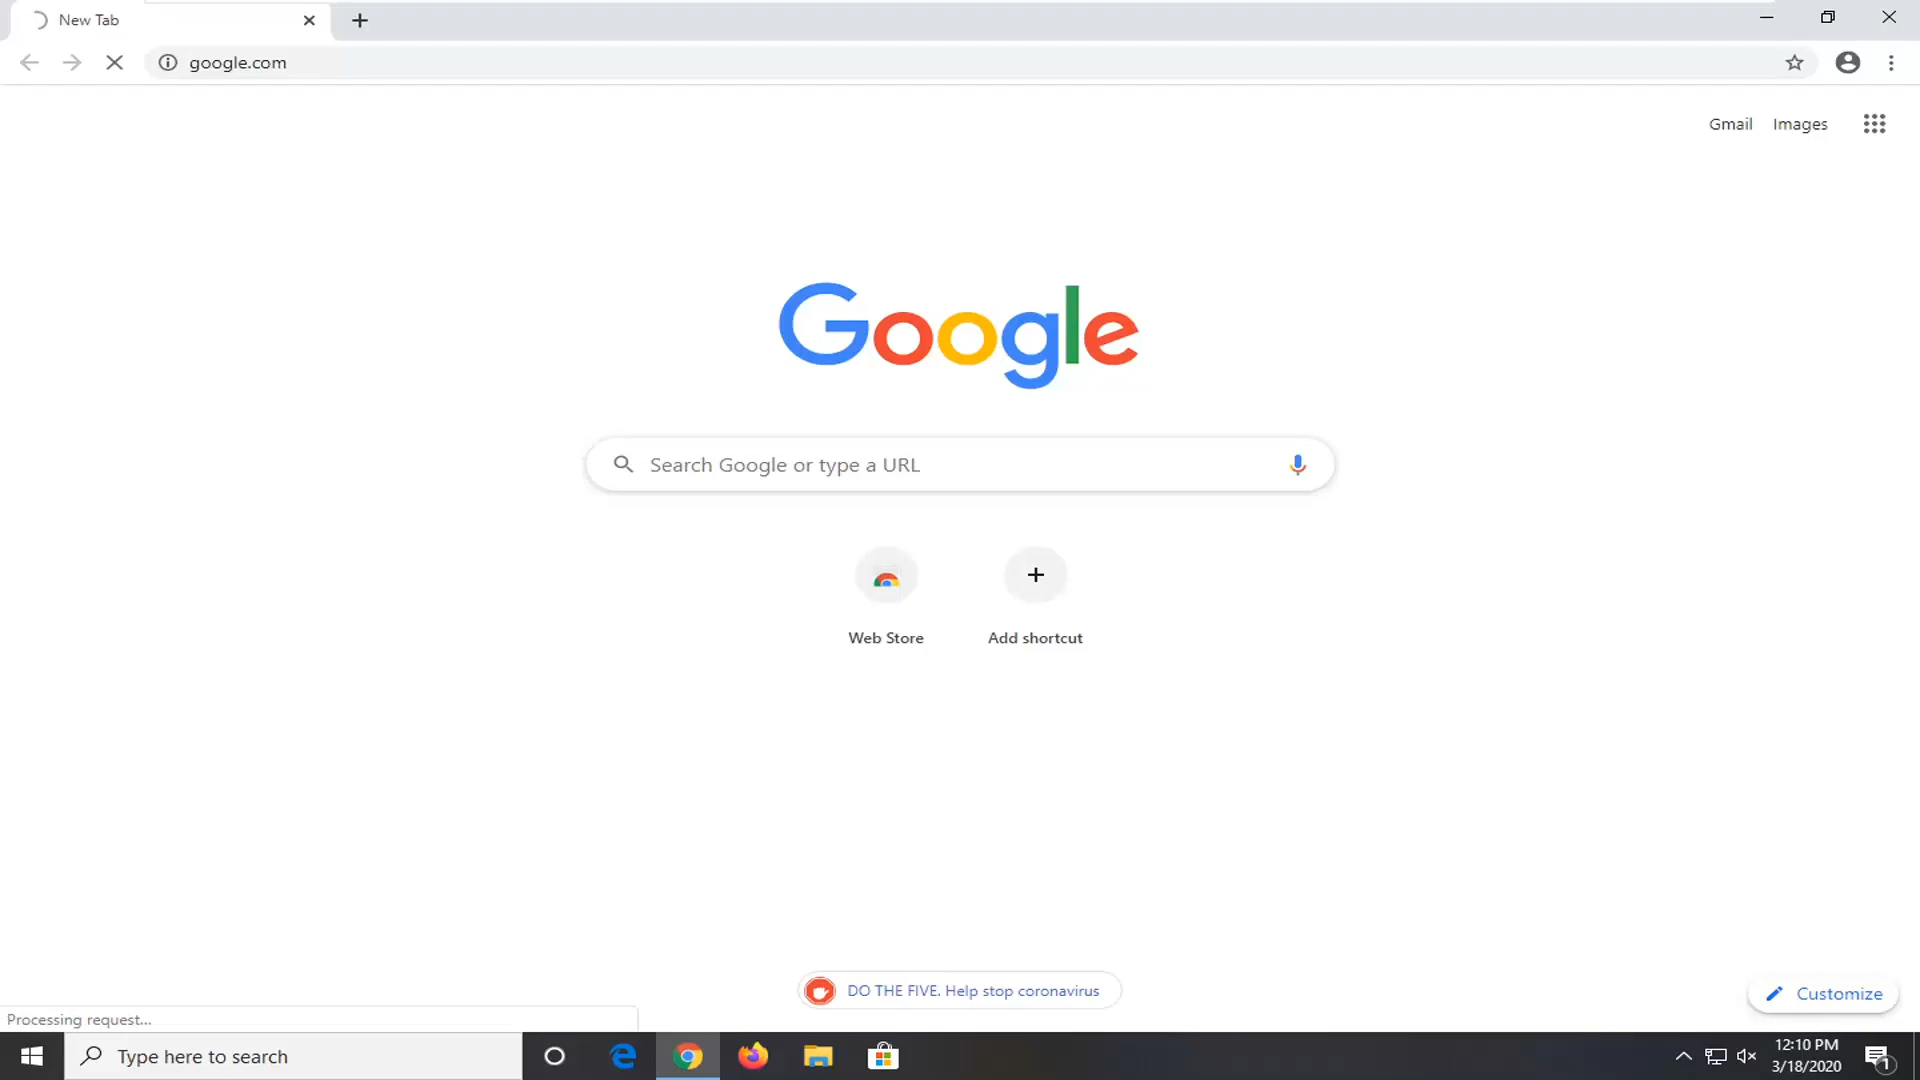 New Tab
google.com
Gmail Images
Google
Search Google or type a URL
Web Store
Add shortcut
DO THE FIVE. Help stop coronavirus
Customize
Processing request...
Type here to search
12:10 PM
3/18/2020
1